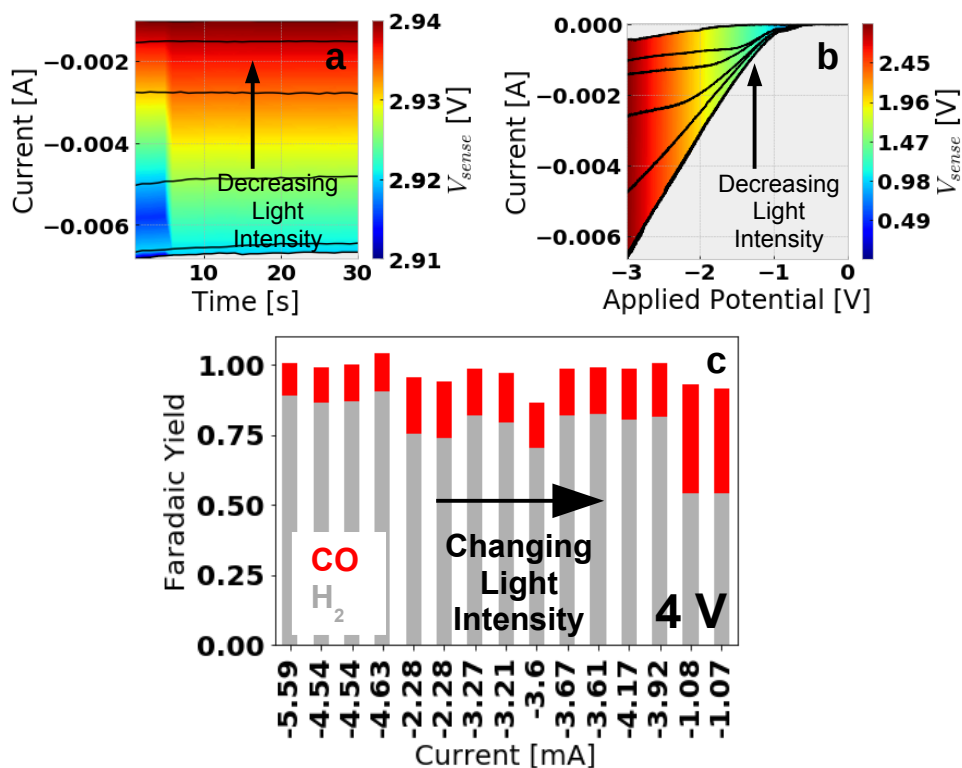 a
Current [A]
−0.002
−0.004
−0.006
Decreasing
Light
Intensity
10
20
30
Time [s]
2.94
2.93
2.92
2.91
V_sense [V]
b
Current [A]
0.000
−0.002
−0.004
−0.006
Decreasing
Light
Intensity
−3
−2
−1
0
Applied Potential [V]
2.45
1.96
1.47
0.98
0.49
V_sense [V]
c
Faradaic Yield
1.00
0.75
0.50
0.25
0.00
CO
H₂
Changing
Light
Intensity
4 V
-5.59
-4.54
-4.54
-4.63
-2.28
-2.28
-3.27
-3.21
-3.6
-3.67
-3.61
-4.17
-3.92
-1.08
-1.07
Current [mA]